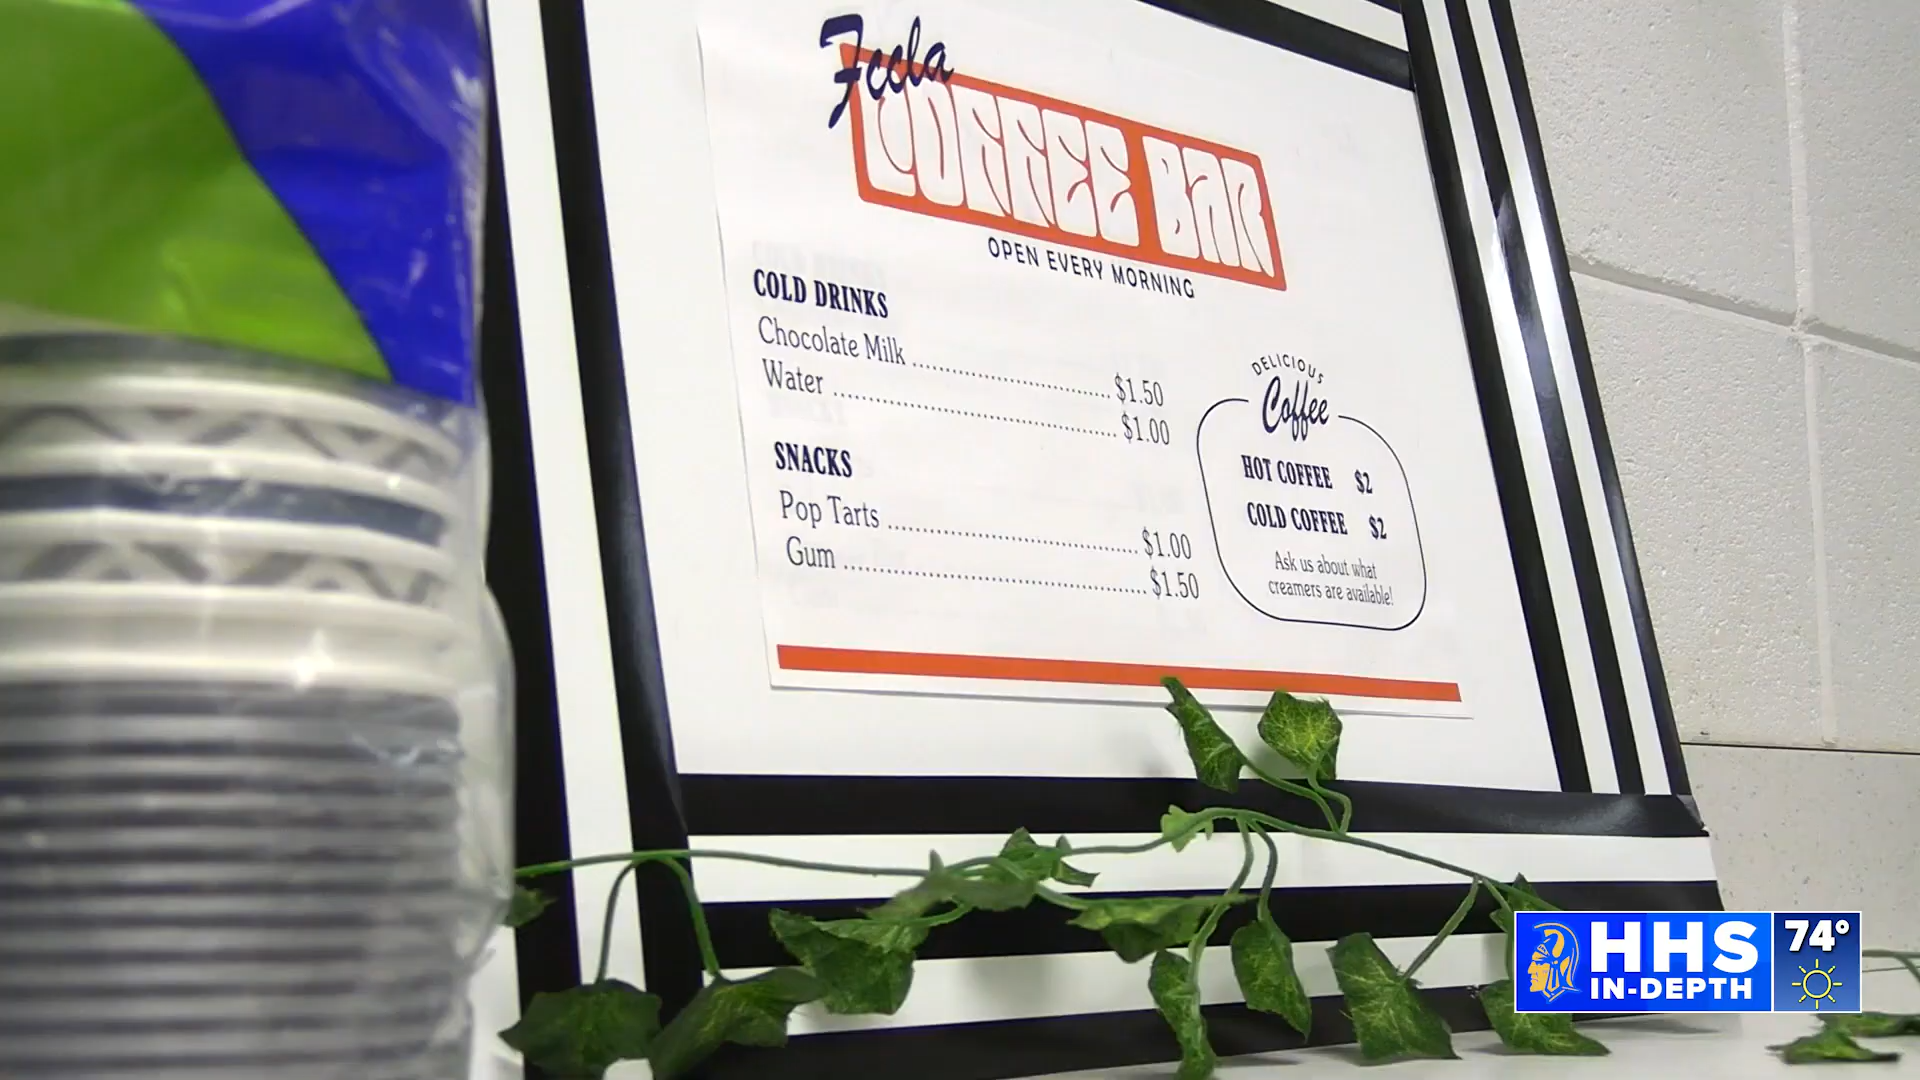 Fccla
COFFEE BAR
OPEN EVERY MORNING
COLD DRINKS
Chocolate Milk ........................................ $1.50
Water ........................................................ $1.00
SNACKS
Pop Tarts .................................................. $1.00
Gum ............................................................ $1.50
DELICIOUS
Coffee
HOT COFFEE $2
COLD COFFEE $2
Ask us about what
creamers are available!
HHS
IN-DEPTH
74°